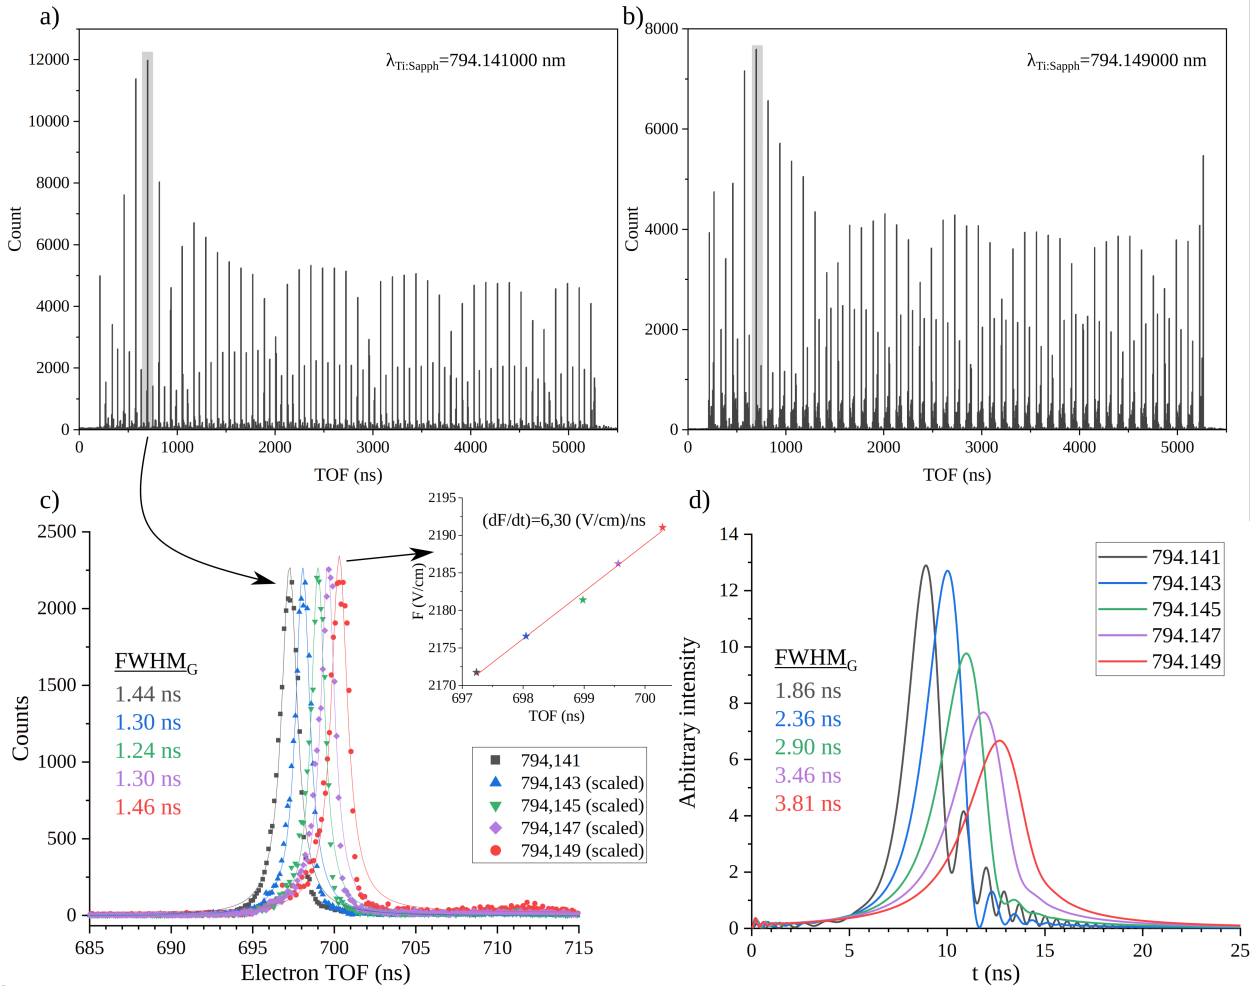 a)
λTi:Sapph=794.141000 nm
Count
12000
10000
8000
6000
4000
2000
0
0 1000 2000 3000 4000 5000
TOF (ns)
b)
λTi:Sapph=794.149000 nm
Count
8000
6000
4000
2000
0
0 1000 2000 3000 4000 5000
TOF (ns)
c)
Counts
2500
2000
1500
1000
500
0
685 690 695 700 705 710 715
Electron TOF (ns)
FWHMG
1.44 ns
1.30 ns
1.24 ns
1.30 ns
1.46 ns
(dF/dt)=6,30 (V/cm)/ns
F (V/cm)
2195
2190
2185
2180
2175
2170
697 698 699 700
TOF (ns)
794,141
794,143 (scaled)
794,145 (scaled)
794,147 (scaled)
794,149 (scaled)
d)
Arbitrary intensity
14
12
10
8
6
4
2
0
0 5 10 15 20 25
t (ns)
FWHMG
1.86 ns
2.36 ns
2.90 ns
3.46 ns
3.81 ns
794.141
794.143
794.145
794.147
794.149